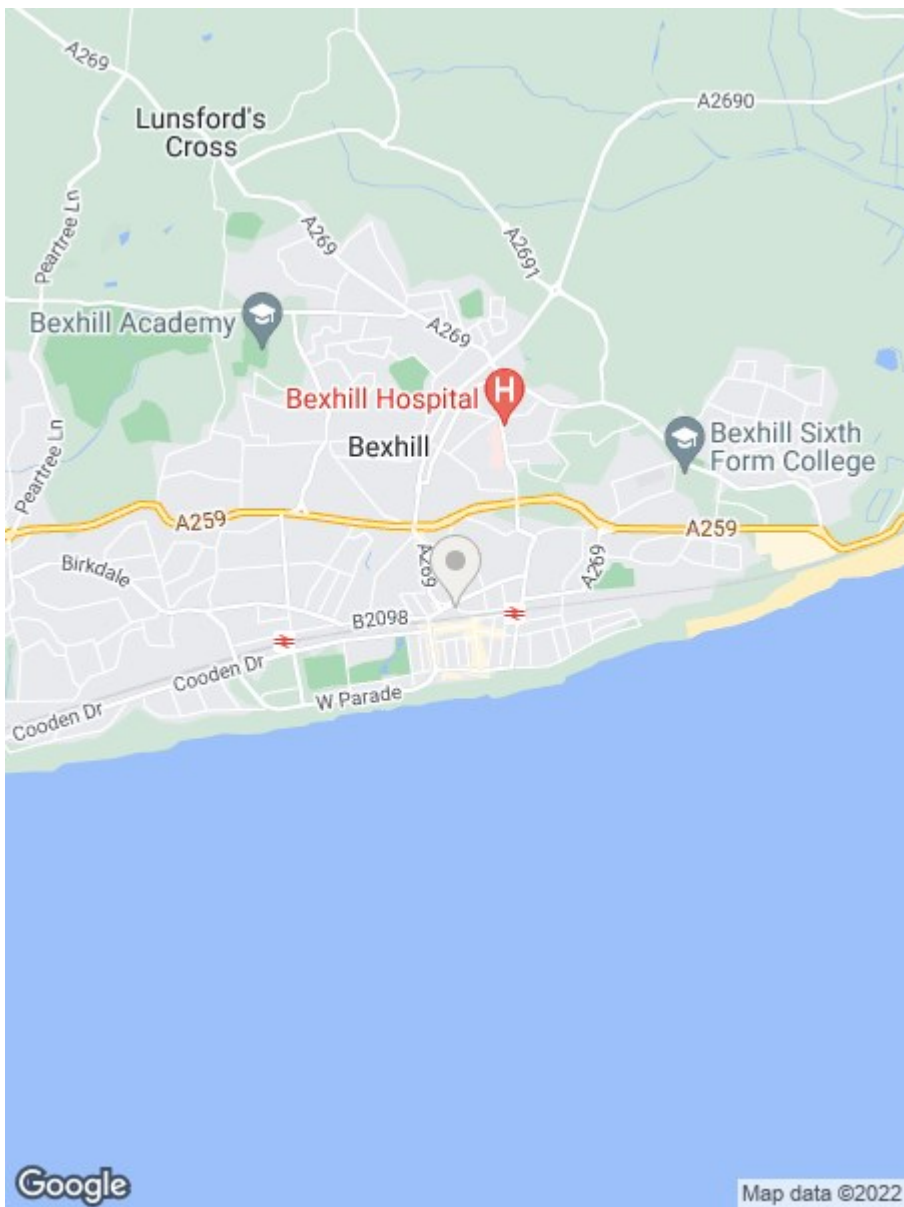 A269
A2690
Lunsford's
Cross
Peartree Ln
A269
A2691
Bexhill Academy
A269
Bexhill Hospital
H
Bexhill
Bexhill Sixth
Form College
Peartree Ln
A259
A259
Birkdale
A269
A269
B2098
Cooden Dr
W Parade
Cooden Dr
Google
Map data ©2022